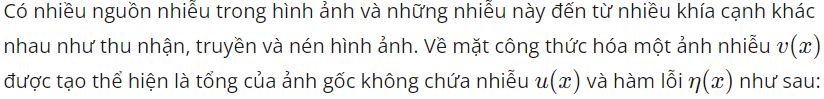 Có nhiều nguồn nhiễu trong hình ảnh và những nhiễu này đến từ nhiều khía cạnh khác
nhau như thu nhận, truyền và nén hình ảnh. Về mặt công thức hóa một ảnh nhiễu v(x)
được tạo thể hiện là tổng của ảnh gốc không chứa nhiễu u(x) và hàm lỗi η(x) như sau: